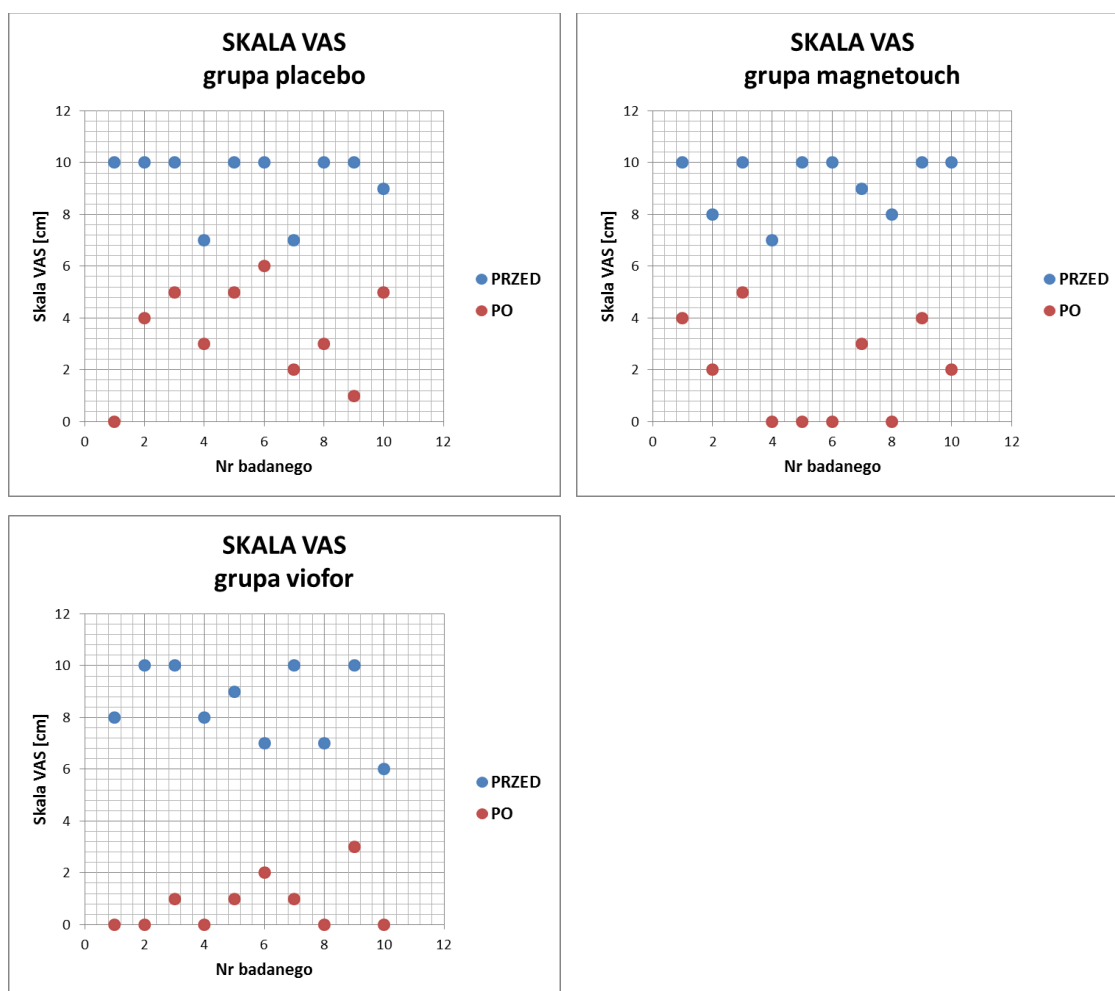 SKALA VAS
grupa placebo
12
10
8
6
4
2
0
0 2 4 6 8 10 12
Skala VAS [cm]
Nr badanego
PRZED
PO
SKALA VAS
grupa magnetouch
12
10
8
6
4
2
0
0 2 4 6 8 10 12
Skala VAS [cm]
Nr badanego
PRZED
PO
SKALA VAS
grupa viofor
12
10
8
6
4
2
0
0 2 4 6 8 10 12
Skala VAS [cm]
Nr badanego
PRZED
PO